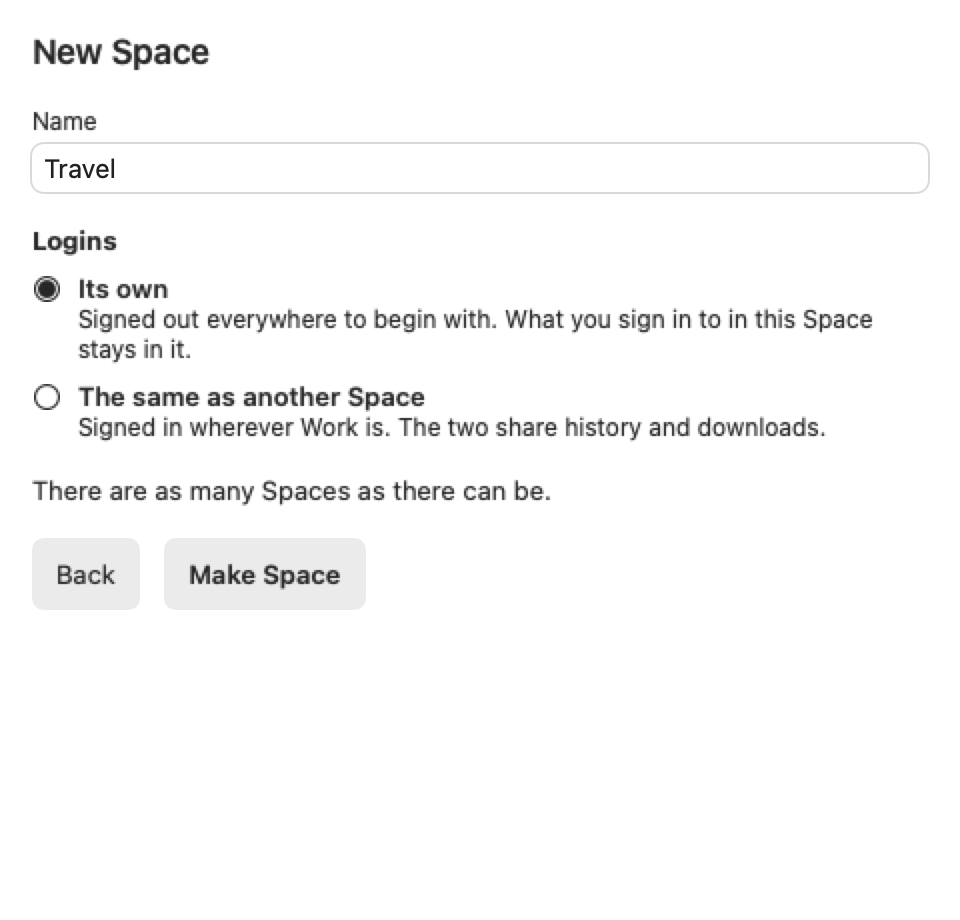 New Space
Name
Travel
Logins
Its own
Signed out everywhere to begin with. What you sign in to in this Space
stays in it.
The same as another Space
Signed in wherever Work is. The two share history and downloads.
There are as many Spaces as there can be.
Back
Make Space